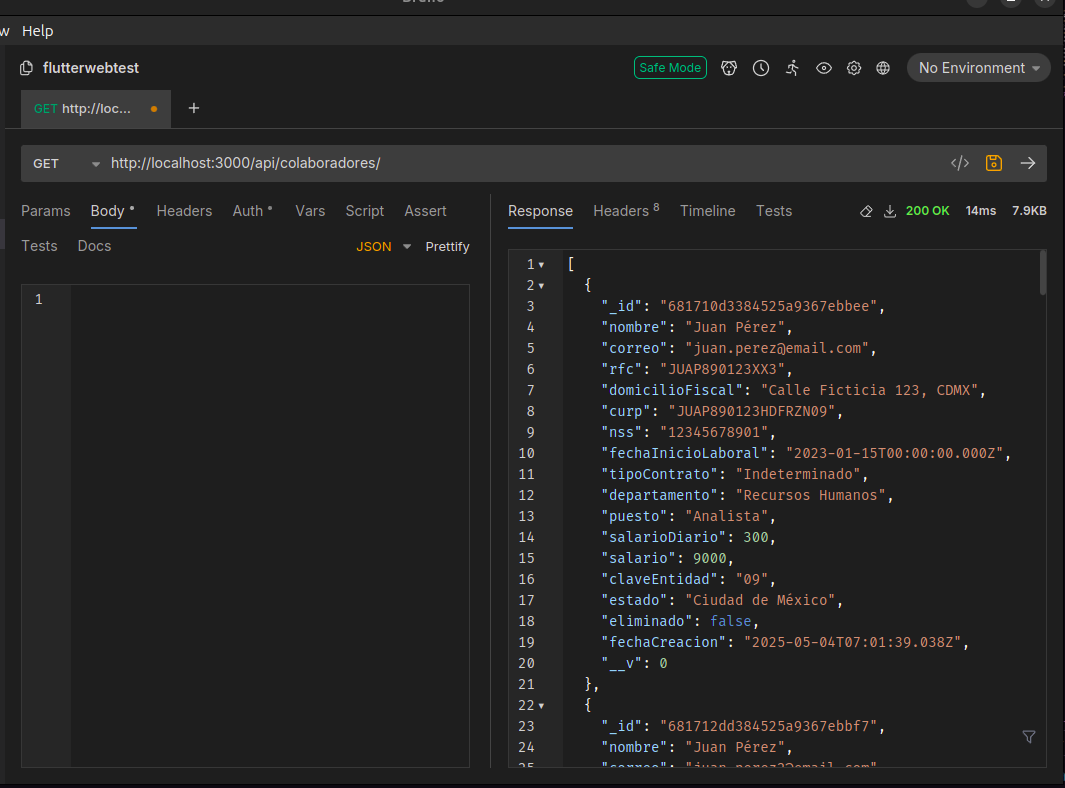 Bruno
w Help
flutterwebtest
Safe Mode
No Environment
GET http://loc...
+
GET http://localhost:3000/api/colaboradores/
</>
Params Body Headers Auth Vars Script Assert
Tests Docs
JSON Prettify
1
Response Headers 8 Timeline Tests
200 OK 14ms 7.9KB
1 [
2 {
3 "_id": "681710d3384525a9367ebbee",
4 "nombre": "Juan Pérez",
5 "correo": "juan.perez@email.com",
6 "rfc": "JUAP890123XX3",
7 "domicilioFiscal": "Calle Ficticia 123, CDMX",
8 "curp": "JUAP890123HDFRZN09",
9 "nss": "12345678901",
10 "fechaInicioLaboral": "2023-01-15T00:00:00.000Z",
11 "tipoContrato": "Indeterminado",
12 "departamento": "Recursos Humanos",
13 "puesto": "Analista",
14 "salarioDiario": 300,
15 "salario": 9000,
16 "claveEntidad": "09",
17 "estado": "Ciudad de México",
18 "eliminado": false,
19 "fechaCreacion": "2025-05-04T07:01:39.038Z",
20 "__v": 0
21 },
22 {
23 "_id": "681712dd384525a9367ebbf7",
24 "nombre": "Juan Pérez",
25 "correo":